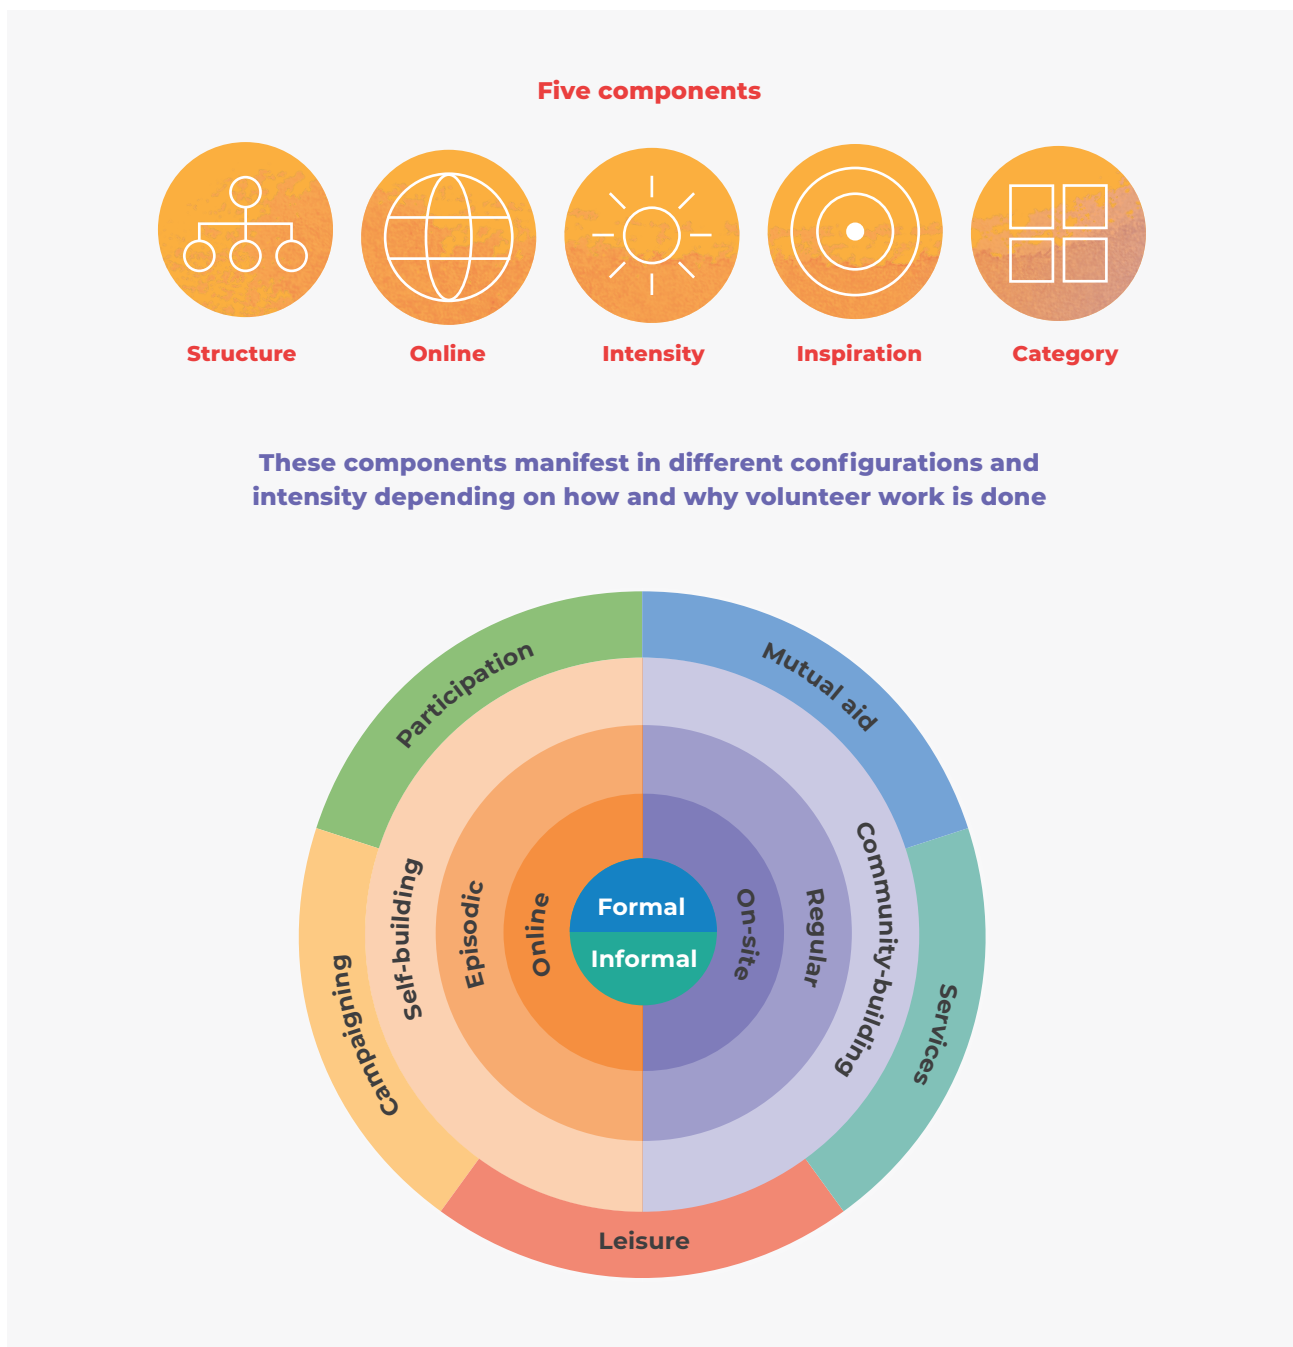 Five components
Structure
Online
Intensity
Inspiration
Category
These components manifest in different configurations and
intensity depending on how and why volunteer work is done
Participation
Mutual aid
Campaigning
Self-building
Episodic
Online
Formal
Informal
On-site
Regular
Community-building
Services
Leisure